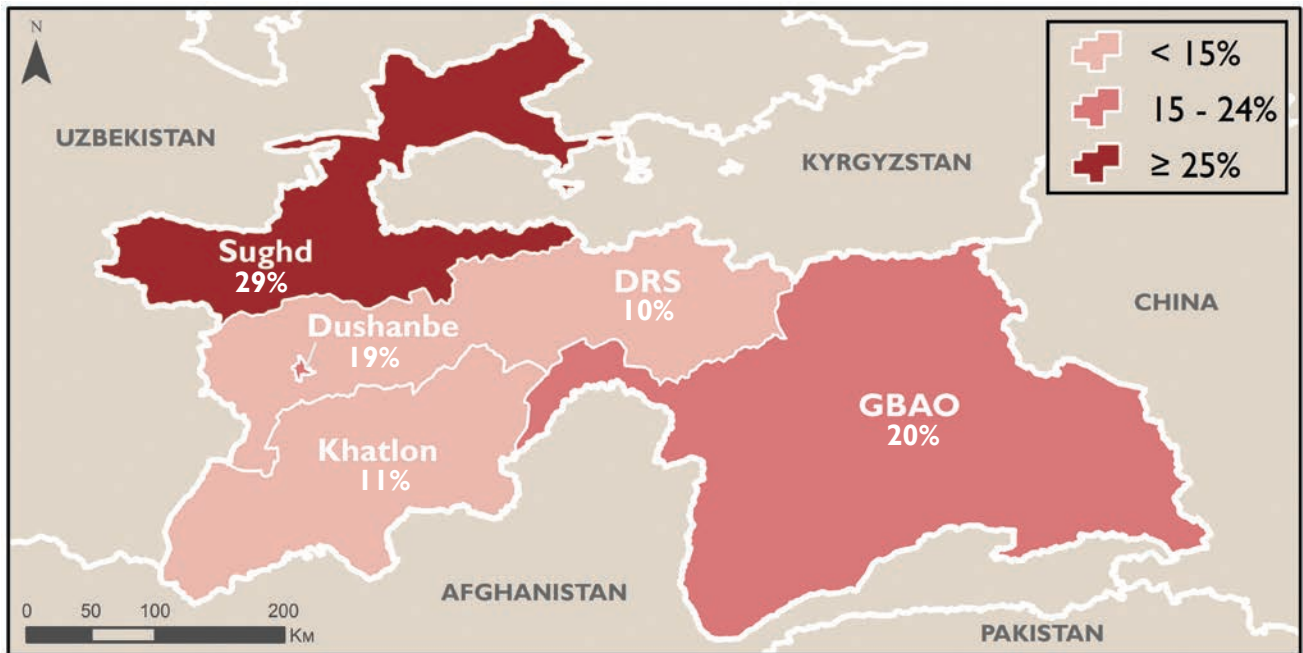 N
< 15%
15 - 24%
≥ 25%
UZBEKISTAN
KYRGYZSTAN
Sughd
29%
DRS
10%
CHINA
Dushanbe
19%
GBAO
20%
Khatlon
11%
AFGHANISTAN
0 50 100 200
KM
PAKISTAN